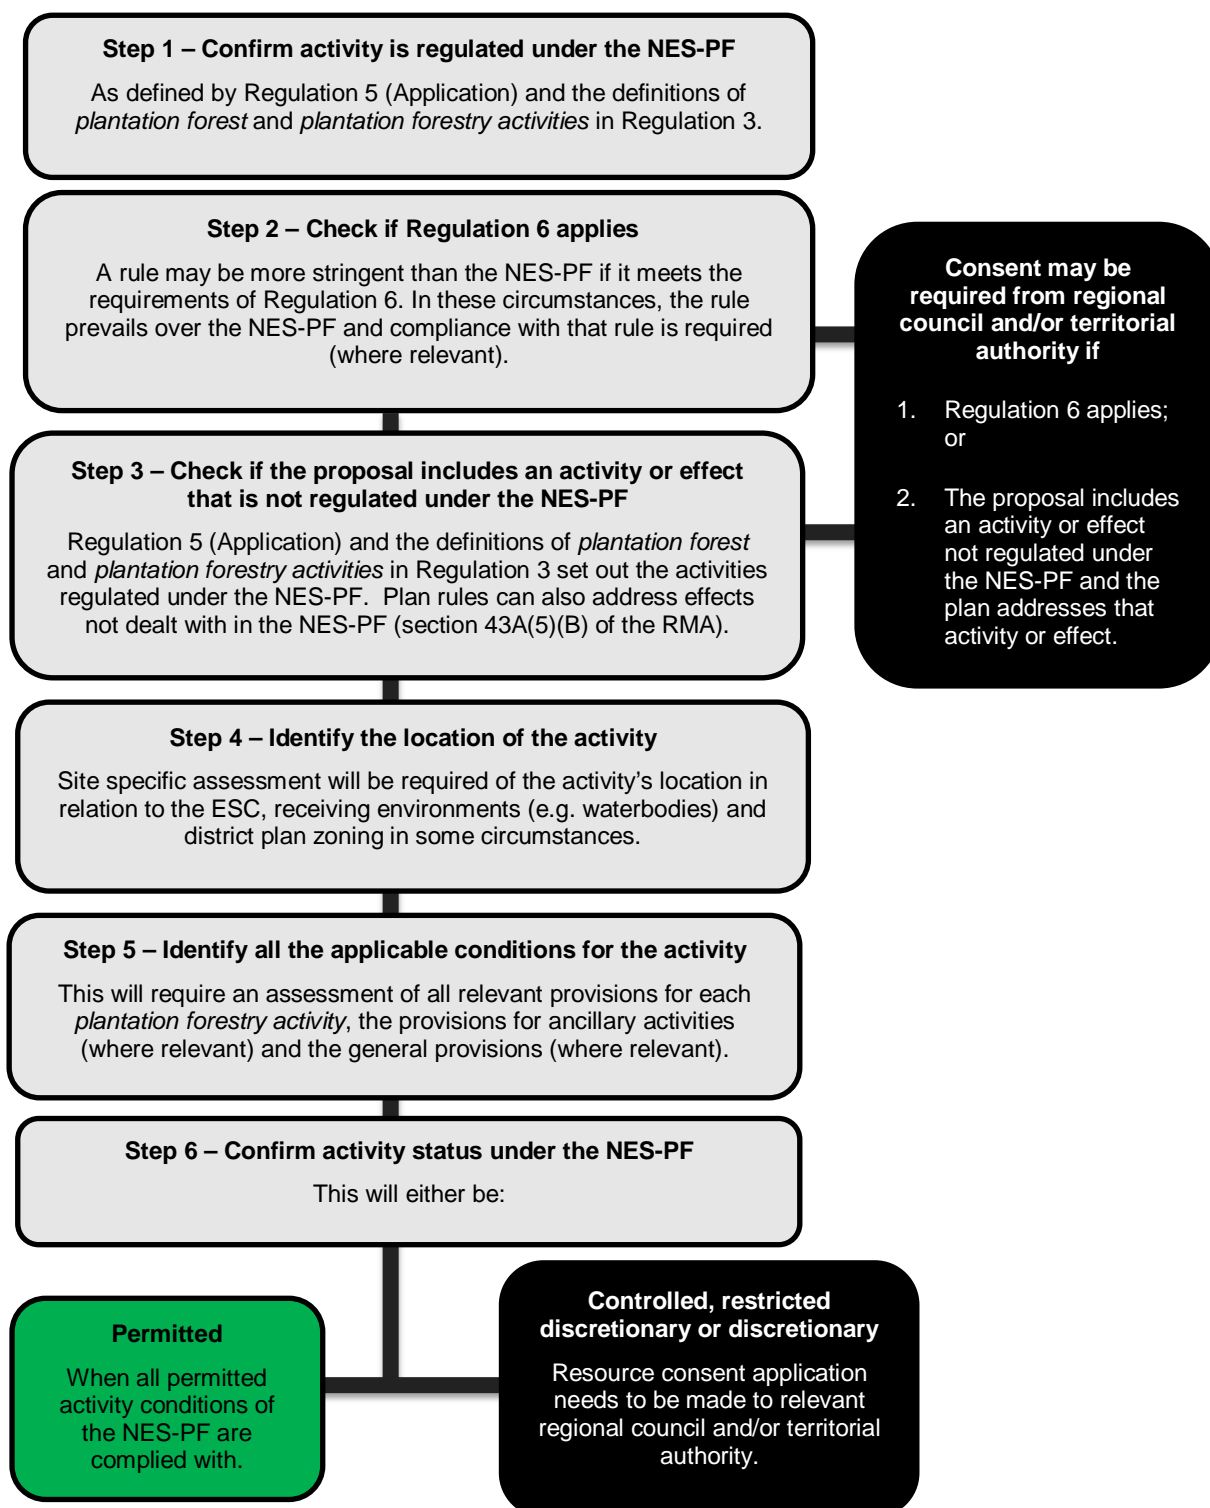 Step 1 – Confirm activity is regulated under the NES-PF
As defined by Regulation 5 (Application) and the definitions of
plantation forest and plantation forestry activities in Regulation 3.
Step 2 – Check if Regulation 6 applies
A rule may be more stringent than the NES-PF if it meets the
requirements of Regulation 6. In these circumstances, the rule
prevails over the NES-PF and compliance with that rule is required
(where relevant).
Consent may be
required from regional
council and/or territorial
authority if
1. Regulation 6 applies;
or
2. The proposal includes
an activity or effect
not regulated under
the NES-PF and the
plan addresses that
activity or effect.
Step 3 – Check if the proposal includes an activity or effect
that is not regulated under the NES-PF
Regulation 5 (Application) and the definitions of plantation forest
and plantation forestry activities in Regulation 3 set out the activities
regulated under the NES-PF. Plan rules can also address effects
not dealt with in the NES-PF (section 43A(5)(B) of the RMA).
Step 4 – Identify the location of the activity
Site specific assessment will be required of the activity’s location in
relation to the ESC, receiving environments (e.g. waterbodies) and
district plan zoning in some circumstances.
Step 5 – Identify all the applicable conditions for the activity
This will require an assessment of all relevant provisions for each
plantation forestry activity, the provisions for ancillary activities
(where relevant) and the general provisions (where relevant).
Step 6 – Confirm activity status under the NES-PF
This will either be:
Permitted
When all permitted
activity conditions of
the NES-PF are
complied with.
Controlled, restricted
discretionary or discretionary
Resource consent application
needs to be made to relevant
regional council and/or territorial
authority.